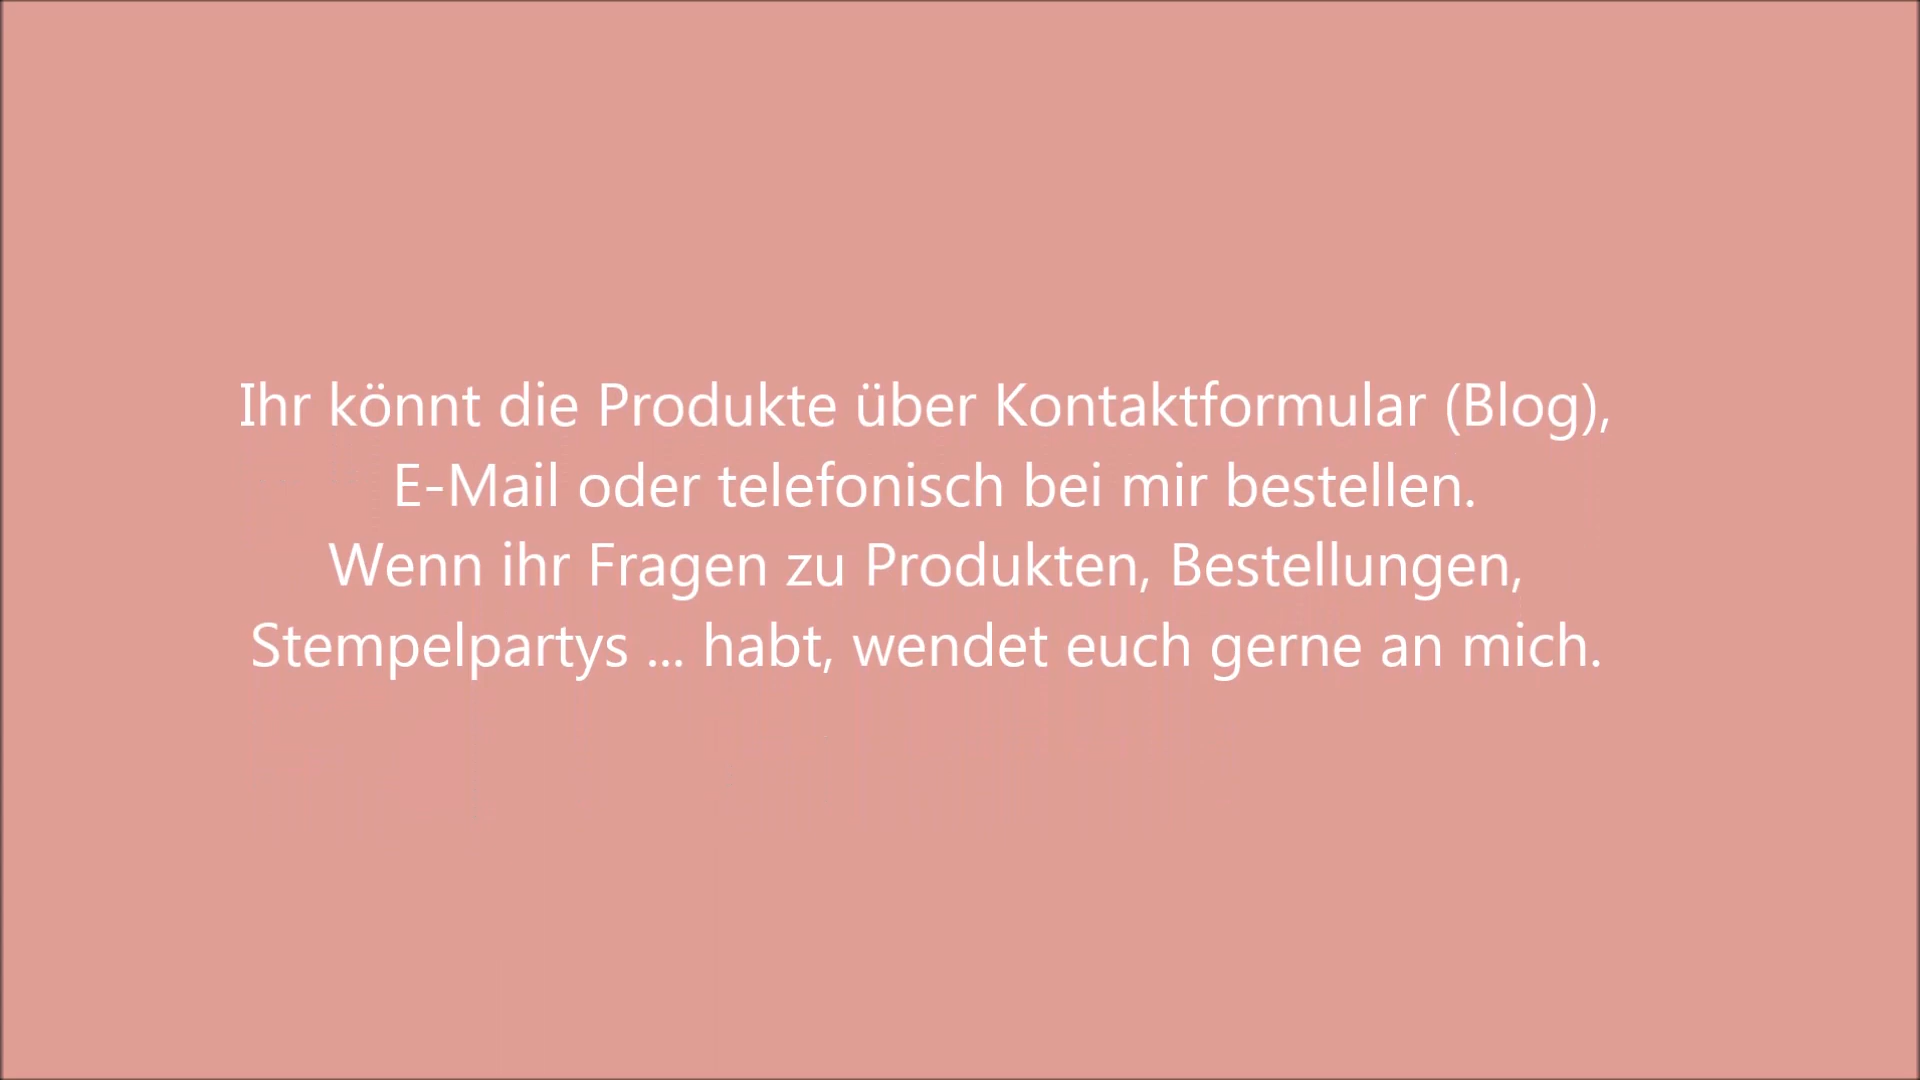 Ihr könnt die Produkte über Kontaktformular (Blog),
E-Mail oder telefonisch bei mir bestellen.
Wenn ihr Fragen zu Produkten, Bestellungen,
Stempelpartys ... habt, wendet euch gerne an mich.